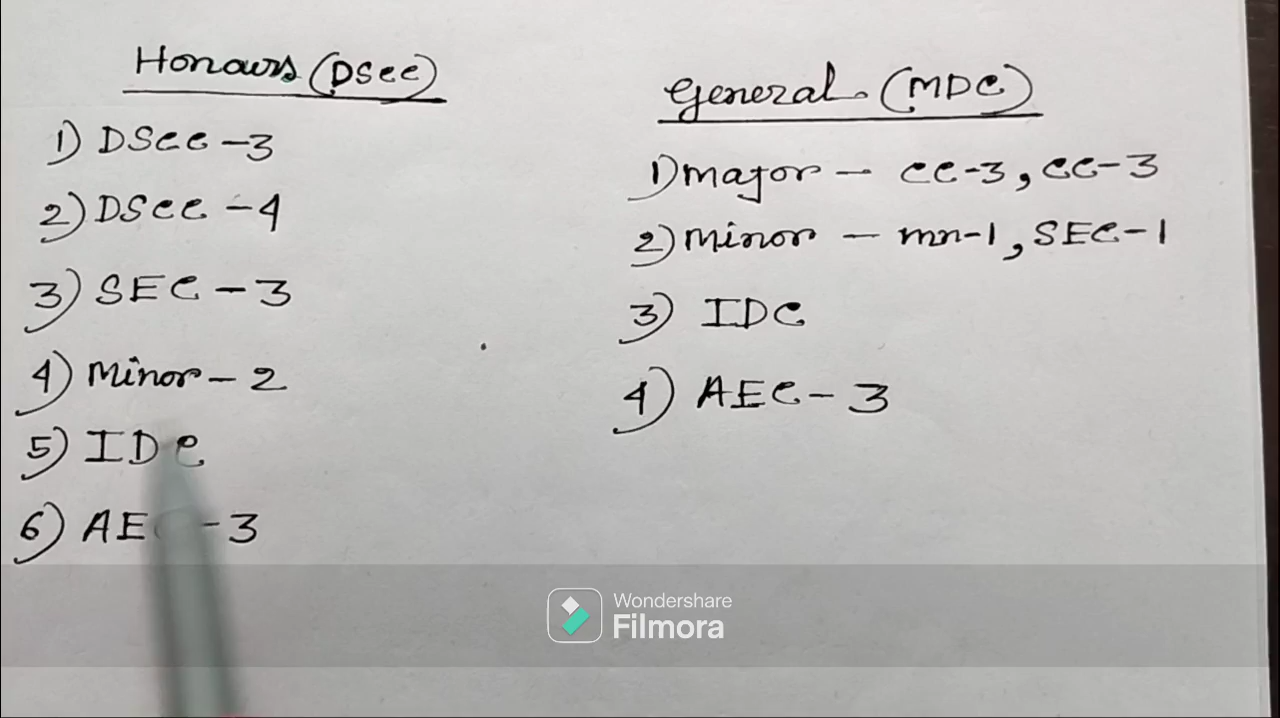 Honours (DSCC)
1) DSCC-3
2) DSCC-4
3) SEC-3
4) Minor-2
5) IDC
6) AEC-3
General (MDC)
1) major - CC-3, CC-3
2) Minor - mn-1, SEC-1
3) IDC
4) AEC-3
Wondershare
Filmora